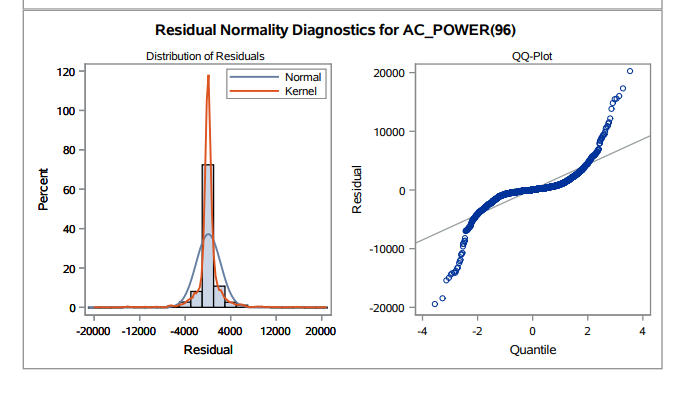 Residual Normality Diagnostics for AC_POWER(96)
Distribution of Residuals
Normal
Kernel
Percent
120
100
80
60
40
20
0
-20000 -12000 -4000 4000 12000 20000
Residual
QQ-Plot
Residual
20000
10000
0
-10000
-20000
-4 -2 0 2 4
Quantile